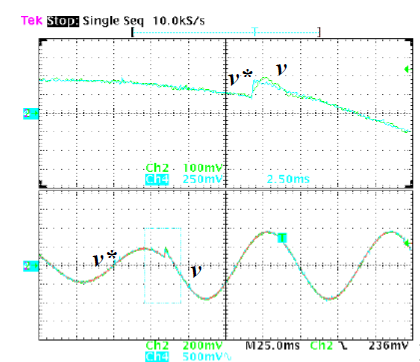 Tek Stop: Single Seq 10.0kS/s
v* v
2
Ch2 100mV
Ch4 250mV 2.50ms
v* v
T
2
Ch2 200mV M25.0ms Ch2 236mV
Ch4 500mV